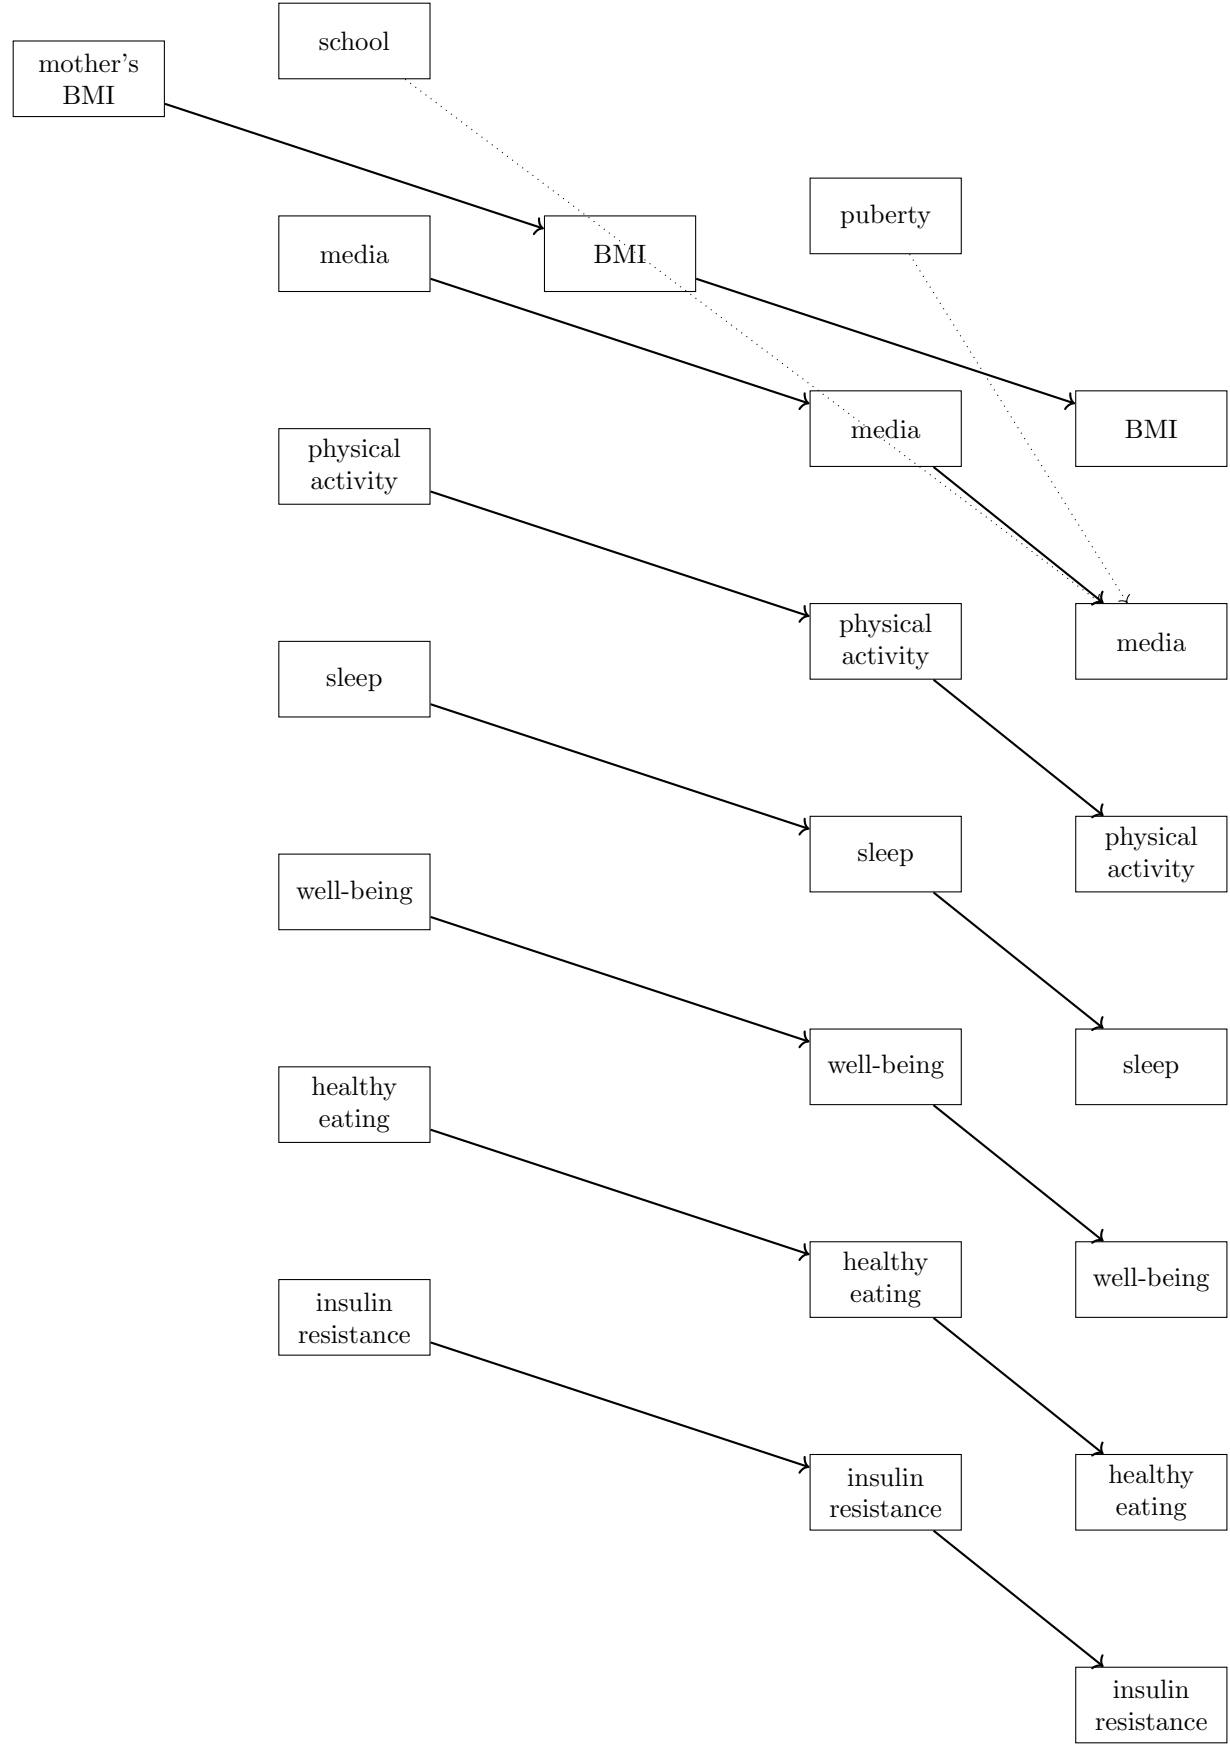 school
mother's
BMI
puberty
media
BMI
media
BMI
physical
activity
physical
activity
media
sleep
sleep
physical
activity
well-being
well-being
sleep
healthy
eating
healthy
eating
well-being
insulin
resistance
insulin
resistance
healthy
eating
insulin
resistance